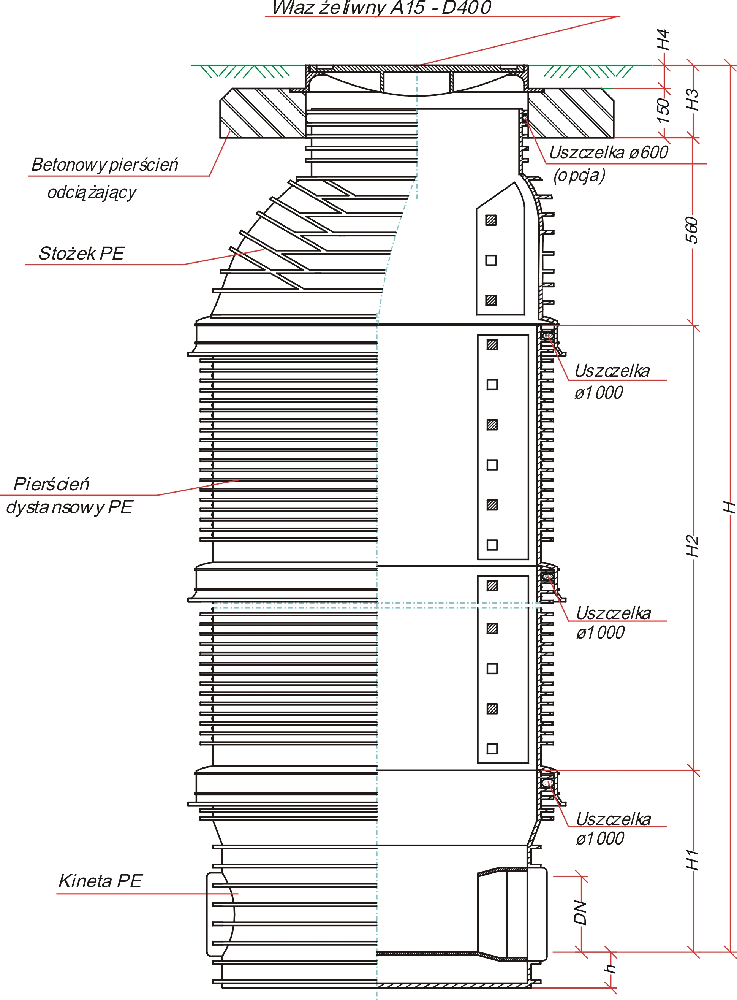 Właz żeliwny A15 - D400
H4
H3
150
Uszczelka ø600
(opcja)
Betonowy pierścień
odciążający
560
Stożek PE
Uszczelka
ø1000
Pierścień
dystansowy PE
H
H2
Uszczelka
ø1000
Uszczelka
ø1000
H1
Kineta PE
DN
h